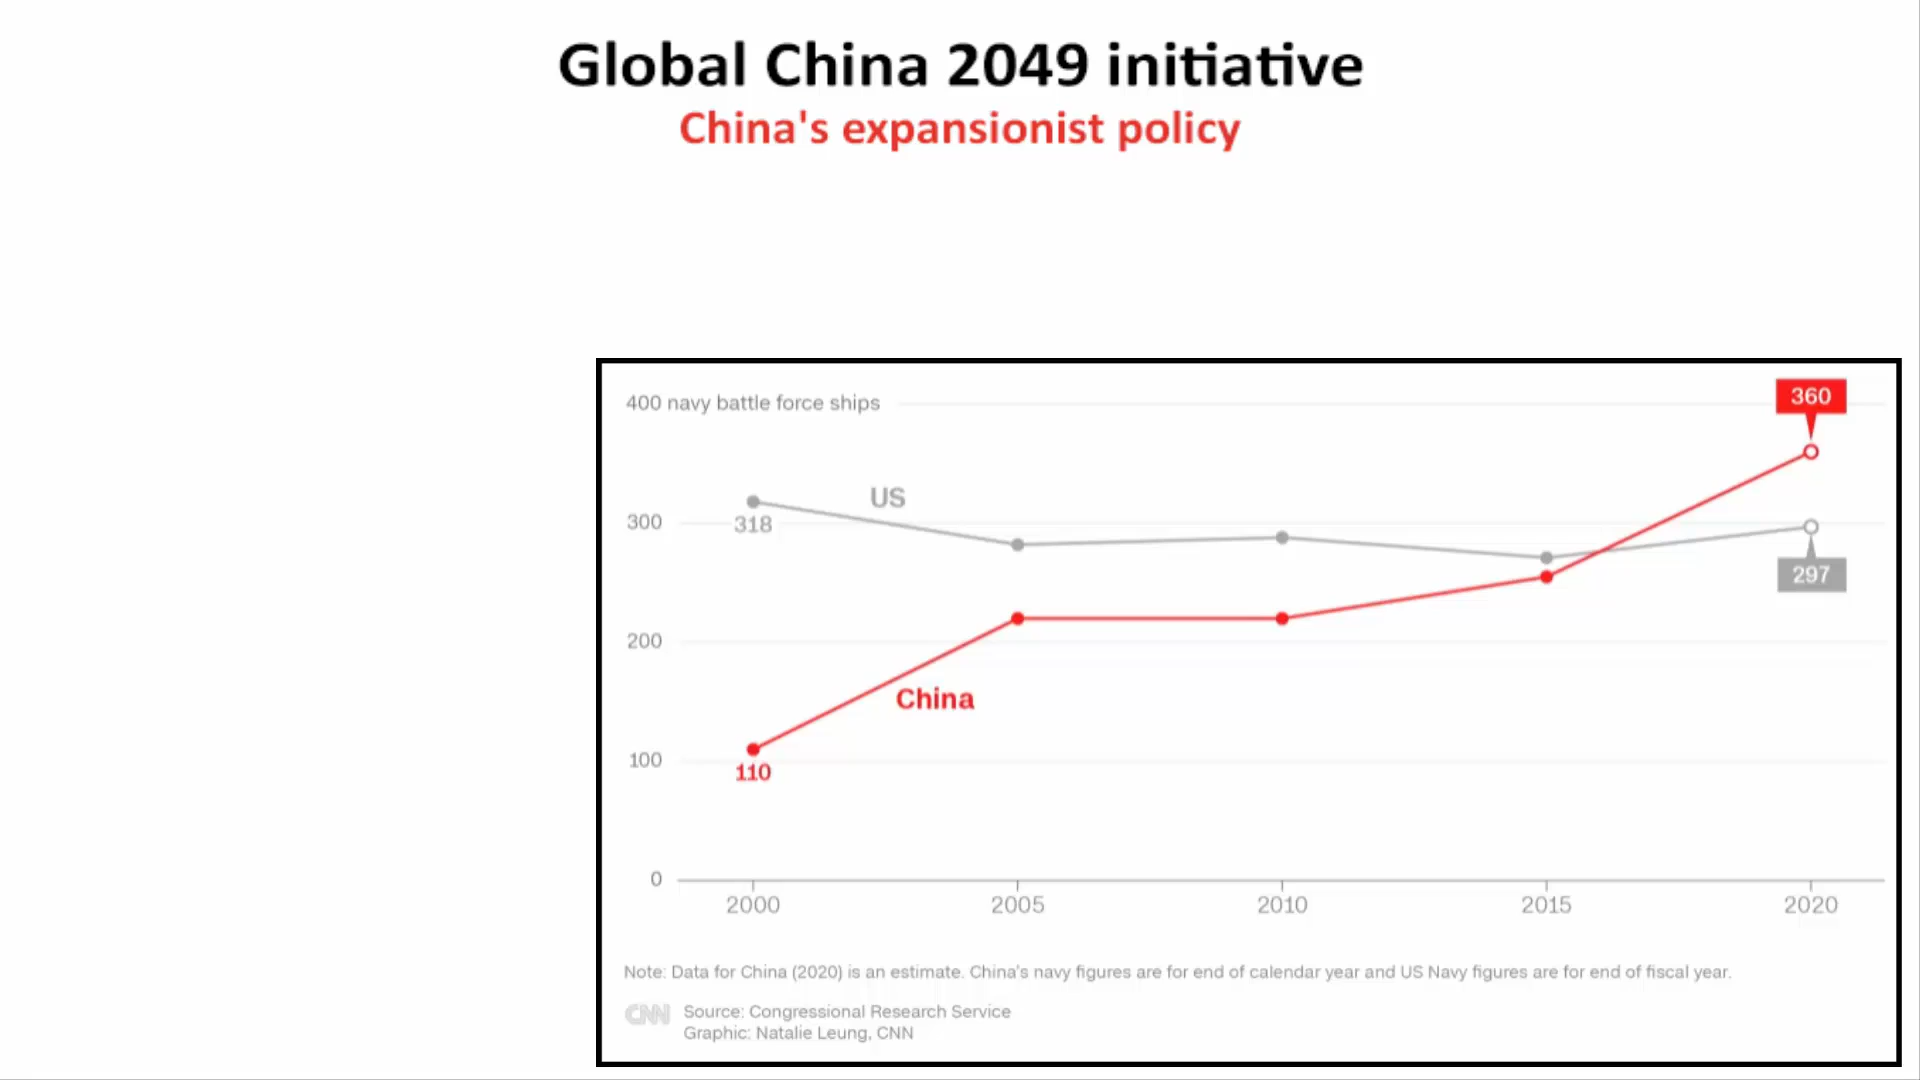 Global China 2049 initiative
China's expansionist policy
400 navy battle force ships
360
US
318
300
297
200
China
100
110
0
2000 2005 2010 2015 2020
Note: Data for China (2020) is an estimate. China's navy figures are for end of calendar year and US Navy figures are for end of fiscal year.
CNN
Source: Congressional Research Service
Graphic: Natalie Leung, CNN